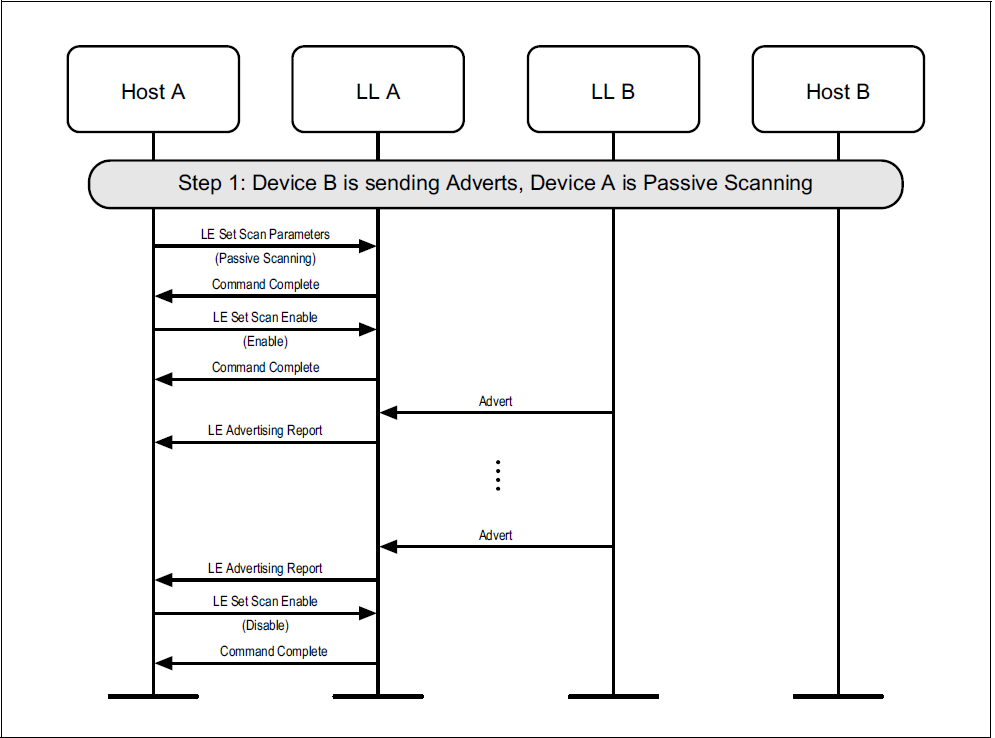 Host A
LL A
LL B
Host B
Step 1: Device B is sending Adverts, Device A is Passive Scanning
LE Set Scan Parameters
(Passive Scanning)
Command Complete
LE Set Scan Enable
(Enable)
Command Complete
Advert
LE Advertising Report
Advert
LE Advertising Report
LE Set Scan Enable
(Disable)
Command Complete